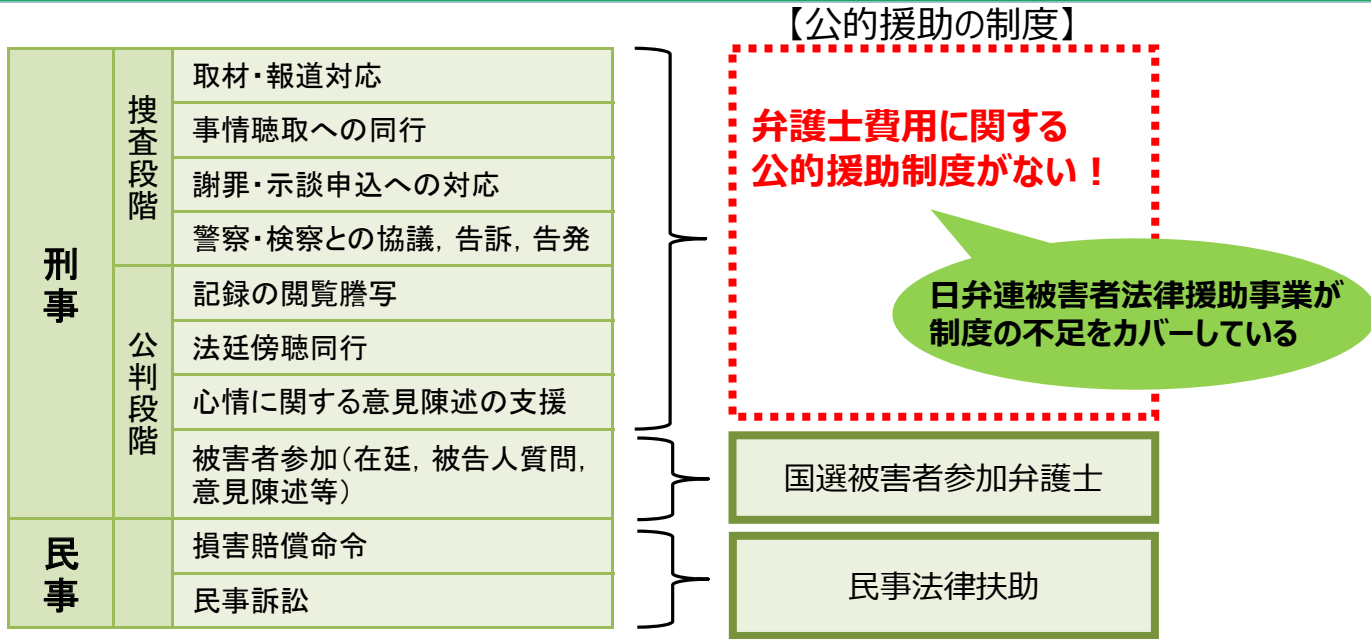 【公的援助の制度】
刑事
捜査段階
取材・報道対応
事情聴取への同行
謝罪・示談申込への対応
警察・検察との協議，告訴，告発
公判段階
記録の閲覧謄写
法廷傍聴同行
心情に関する意見陳述の支援
被害者参加（在廷，被告人質問，
意見陳述等）
民事
損害賠償命令
民事訴訟
弁護士費用に関する
公的援助制度がない！
日弁連被害者法律援助事業が
制度の不足をカバーしている
国選被害者参加弁護士
民事法律扶助